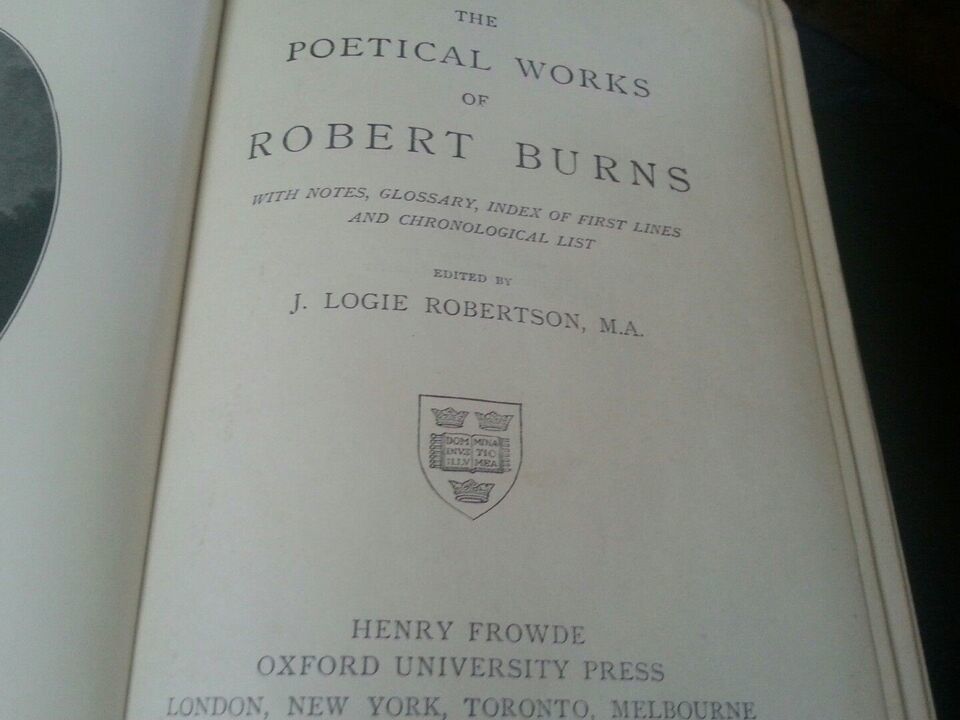 THE
POETICAL WORKS
OF
ROBERT BURNS
WITH NOTES, GLOSSARY, INDEX OF FIRST LINES
AND CHRONOLOGICAL LIST
EDITED BY
J. LOGIE ROBERTSON, M.A.
DOM MINA
INVS TIO
ILLV MEA
HENRY FROWDE
OXFORD UNIVERSITY PRESS
LONDON, NEW YORK, TORONTO, MELBOURNE